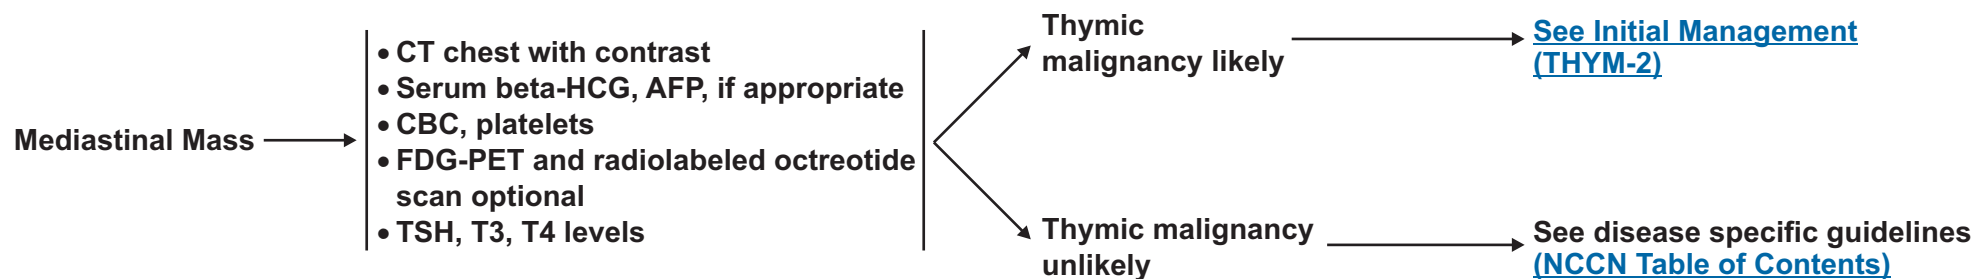 Mediastinal Mass
• CT chest with contrast
• Serum beta-HCG, AFP, if appropriate
• CBC, platelets
• FDG-PET and radiolabeled octreotide
scan optional
• TSH, T3, T4 levels
Thymic
malignancy likely
See Initial Management
(THYM-2)
Thymic malignancy
unlikely
See disease specific guidelines
(NCCN Table of Contents)